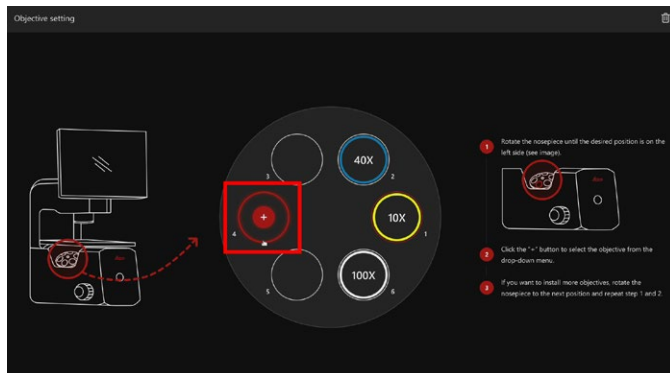 Objective setting
3
40X
2
4
+
10X
1
5
100X
6
1
Rotate the nosepiece until the desired position is on the
left side (see image).
2
Click the "+" button to select the objective from the
drop-down menu.
3
If you want to install more objectives, rotate the
nosepiece to the next position and repeat step 1 and 2